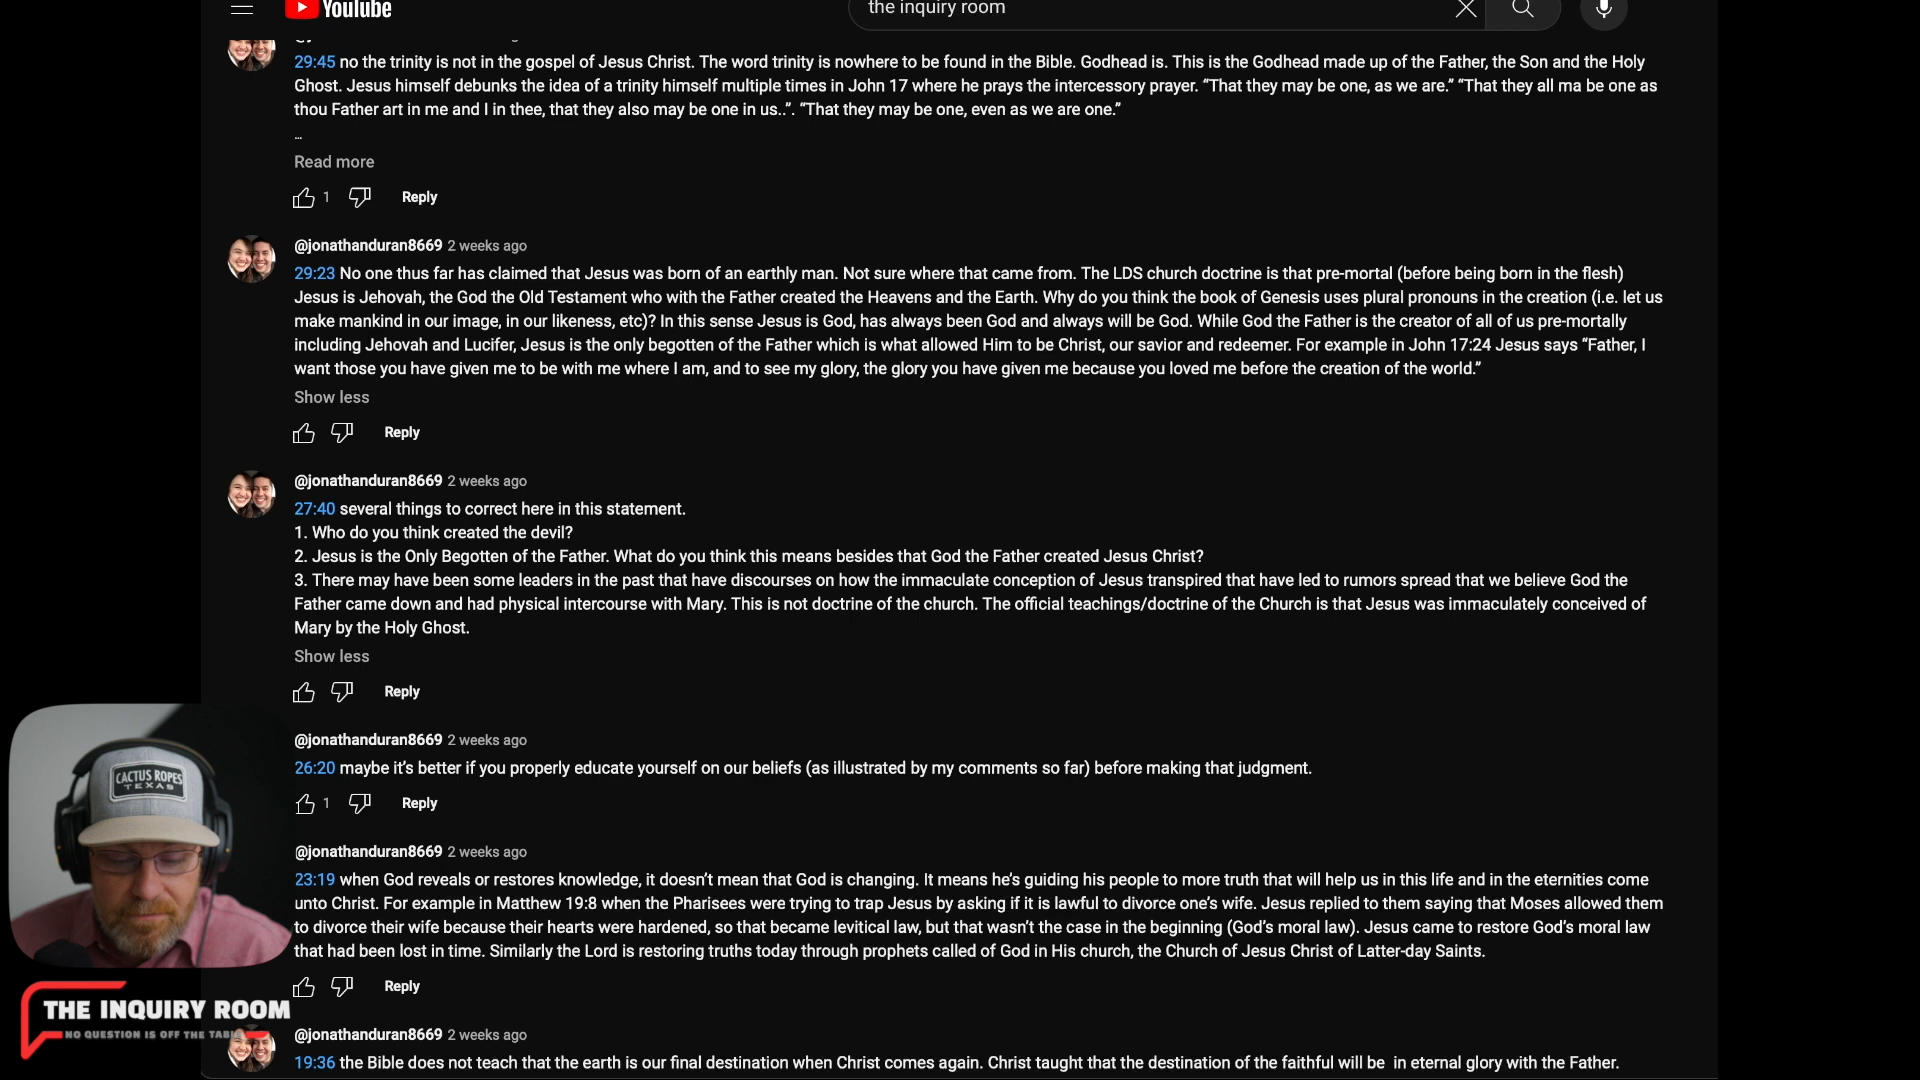 YouTube
the inquiry room
29:45 no the trinity is not in the gospel of Jesus Christ. The word trinity is nowhere to be found in the Bible. Godhead is. This is the Godhead made up of the Father, the Son and the Holy
Ghost. Jesus himself debunks the idea of a trinity himself multiple times in John 17 where he prays the intercessory prayer. “That they may be one, as we are.” “That they all ma be one as
thou Father art in me and I in thee, that they also may be one in us..”. “That they may be one, even as we are one.”
...
Read more
1 Reply
@jonathanduran8669 2 weeks ago
29:23 No one thus far has claimed that Jesus was born of an earthly man. Not sure where that came from. The LDS church doctrine is that pre-mortal (before being born in the flesh)
Jesus is Jehovah, the God the Old Testament who with the Father created the Heavens and the Earth. Why do you think the book of Genesis uses plural pronouns in the creation (i.e. let us
make mankind in our image, in our likeness, etc)? In this sense Jesus is God, has always been God and always will be God. While God the Father is the creator of all of us pre-mortally
including Jehovah and Lucifer, Jesus is the only begotten of the Father which is what allowed Him to be Christ, our savior and redeemer. For example in John 17:24 Jesus says “Father, I
want those you have given me to be with me where I am, and to see my glory, the glory you have given me because you loved me before the creation of the world.”
Show less
Reply
@jonathanduran8669 2 weeks ago
27:40 several things to correct here in this statement.
1. Who do you think created the devil?
2. Jesus is the Only Begotten of the Father. What do you think this means besides that God the Father created Jesus Christ?
3. There may have been some leaders in the past that have discourses on how the immaculate conception of Jesus transpired that have led to rumors spread that we believe God the
Father came down and had physical intercourse with Mary. This is not doctrine of the church. The official teachings/doctrine of the Church is that Jesus was immaculately conceived of
Mary by the Holy Ghost.
Show less
Reply
@jonathanduran8669 2 weeks ago
26:20 maybe it’s better if you properly educate yourself on our beliefs (as illustrated by my comments so far) before making that judgment.
1 Reply
@jonathanduran8669 2 weeks ago
23:19 when God reveals or restores knowledge, it doesn’t mean that God is changing. It means he’s guiding his people to more truth that will help us in this life and in the eternities come
unto Christ. For example in Matthew 19:8 when the Pharisees were trying to trap Jesus by asking if it is lawful to divorce one’s wife. Jesus replied to them saying that Moses allowed them
to divorce their wife because their hearts were hardened, so that became levitical law, but that wasn’t the case in the beginning (God’s moral law). Jesus came to restore God’s moral law
that had been lost in time. Similarly the Lord is restoring truths today through prophets called of God in His church, the Church of Jesus Christ of Latter-day Saints.
Reply
@jonathanduran8669 2 weeks ago
19:36 the Bible does not teach that the earth is our final destination when Christ comes again. Christ taught that the destination of the faithful will be in eternal glory with the Father.
CACTUS ROPES
TEXAS
THE INQUIRY ROOM
NO QUESTION IS OFF THE TABLE